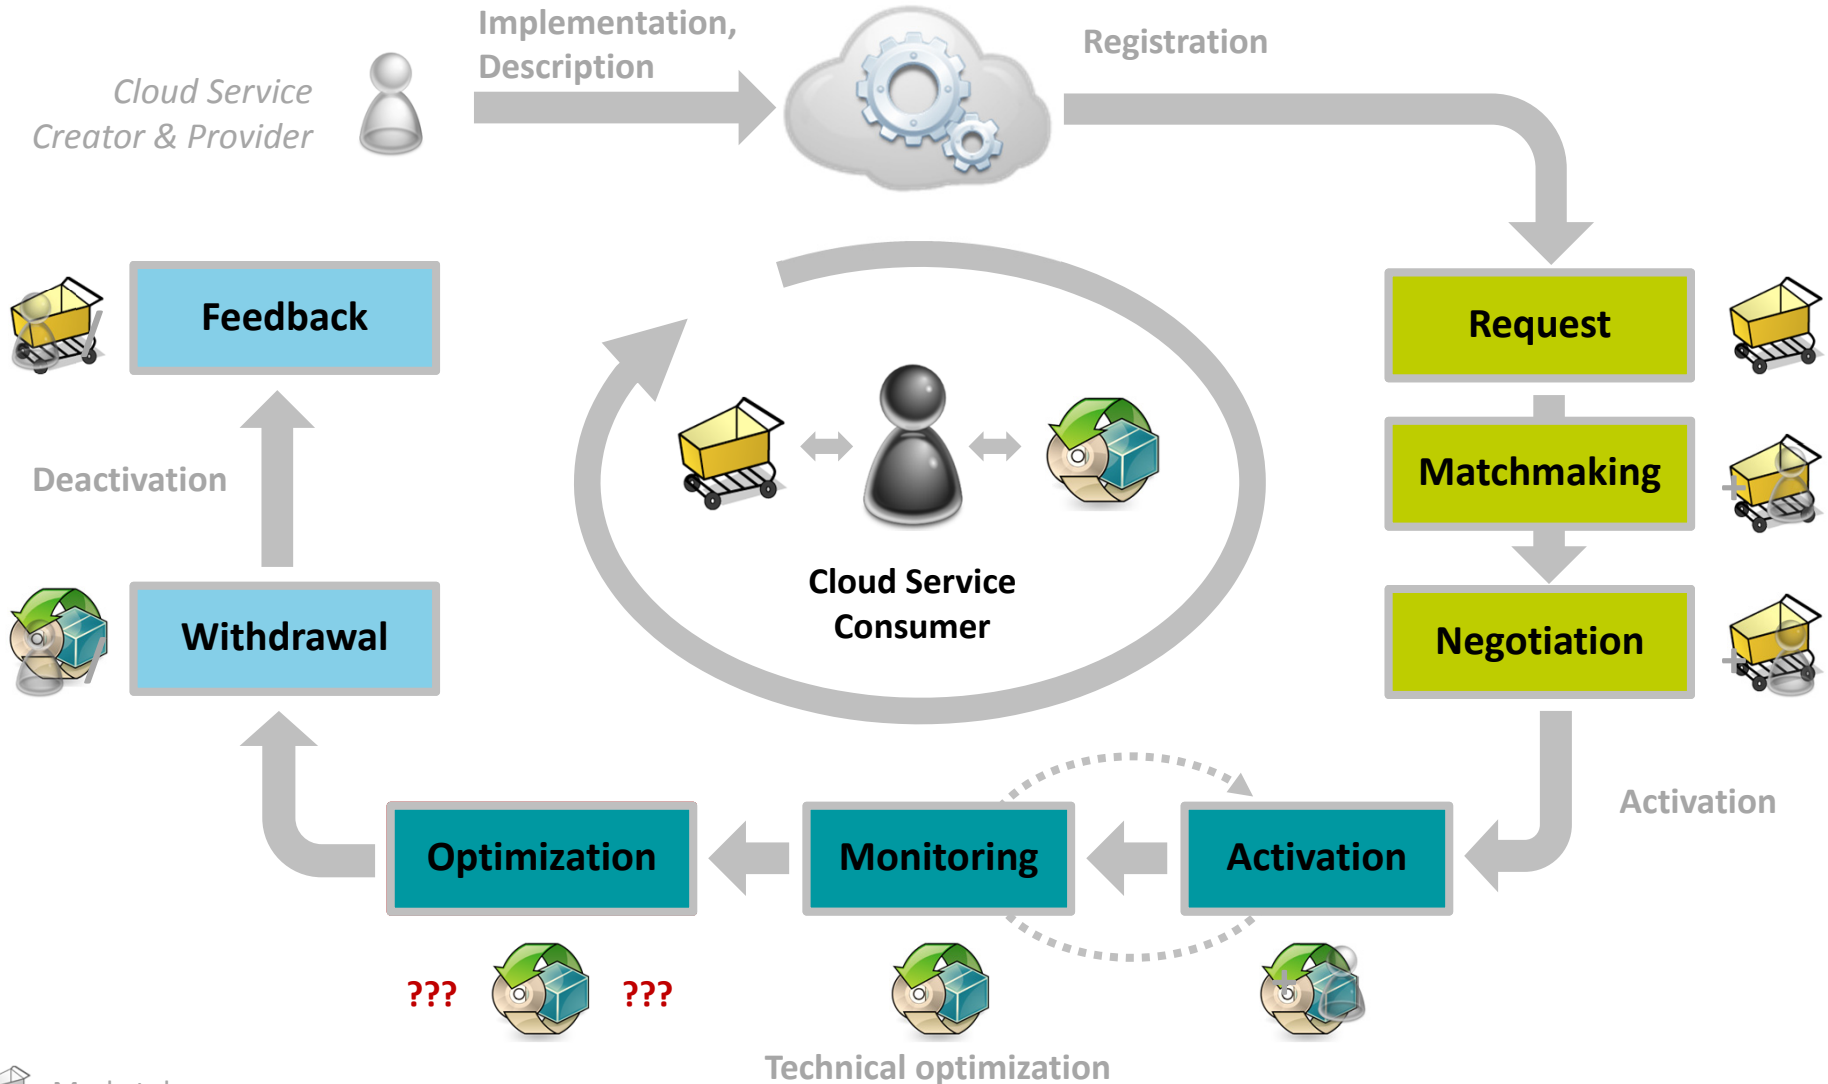 Implementation,
Description
Registration
Cloud Service
Creator & Provider
Feedback
Request
Matchmaking
Deactivation
Cloud Service
Consumer
Withdrawal
Negotiation
Activation
Optimization
Monitoring
Activation
??? ???
Technical optimization